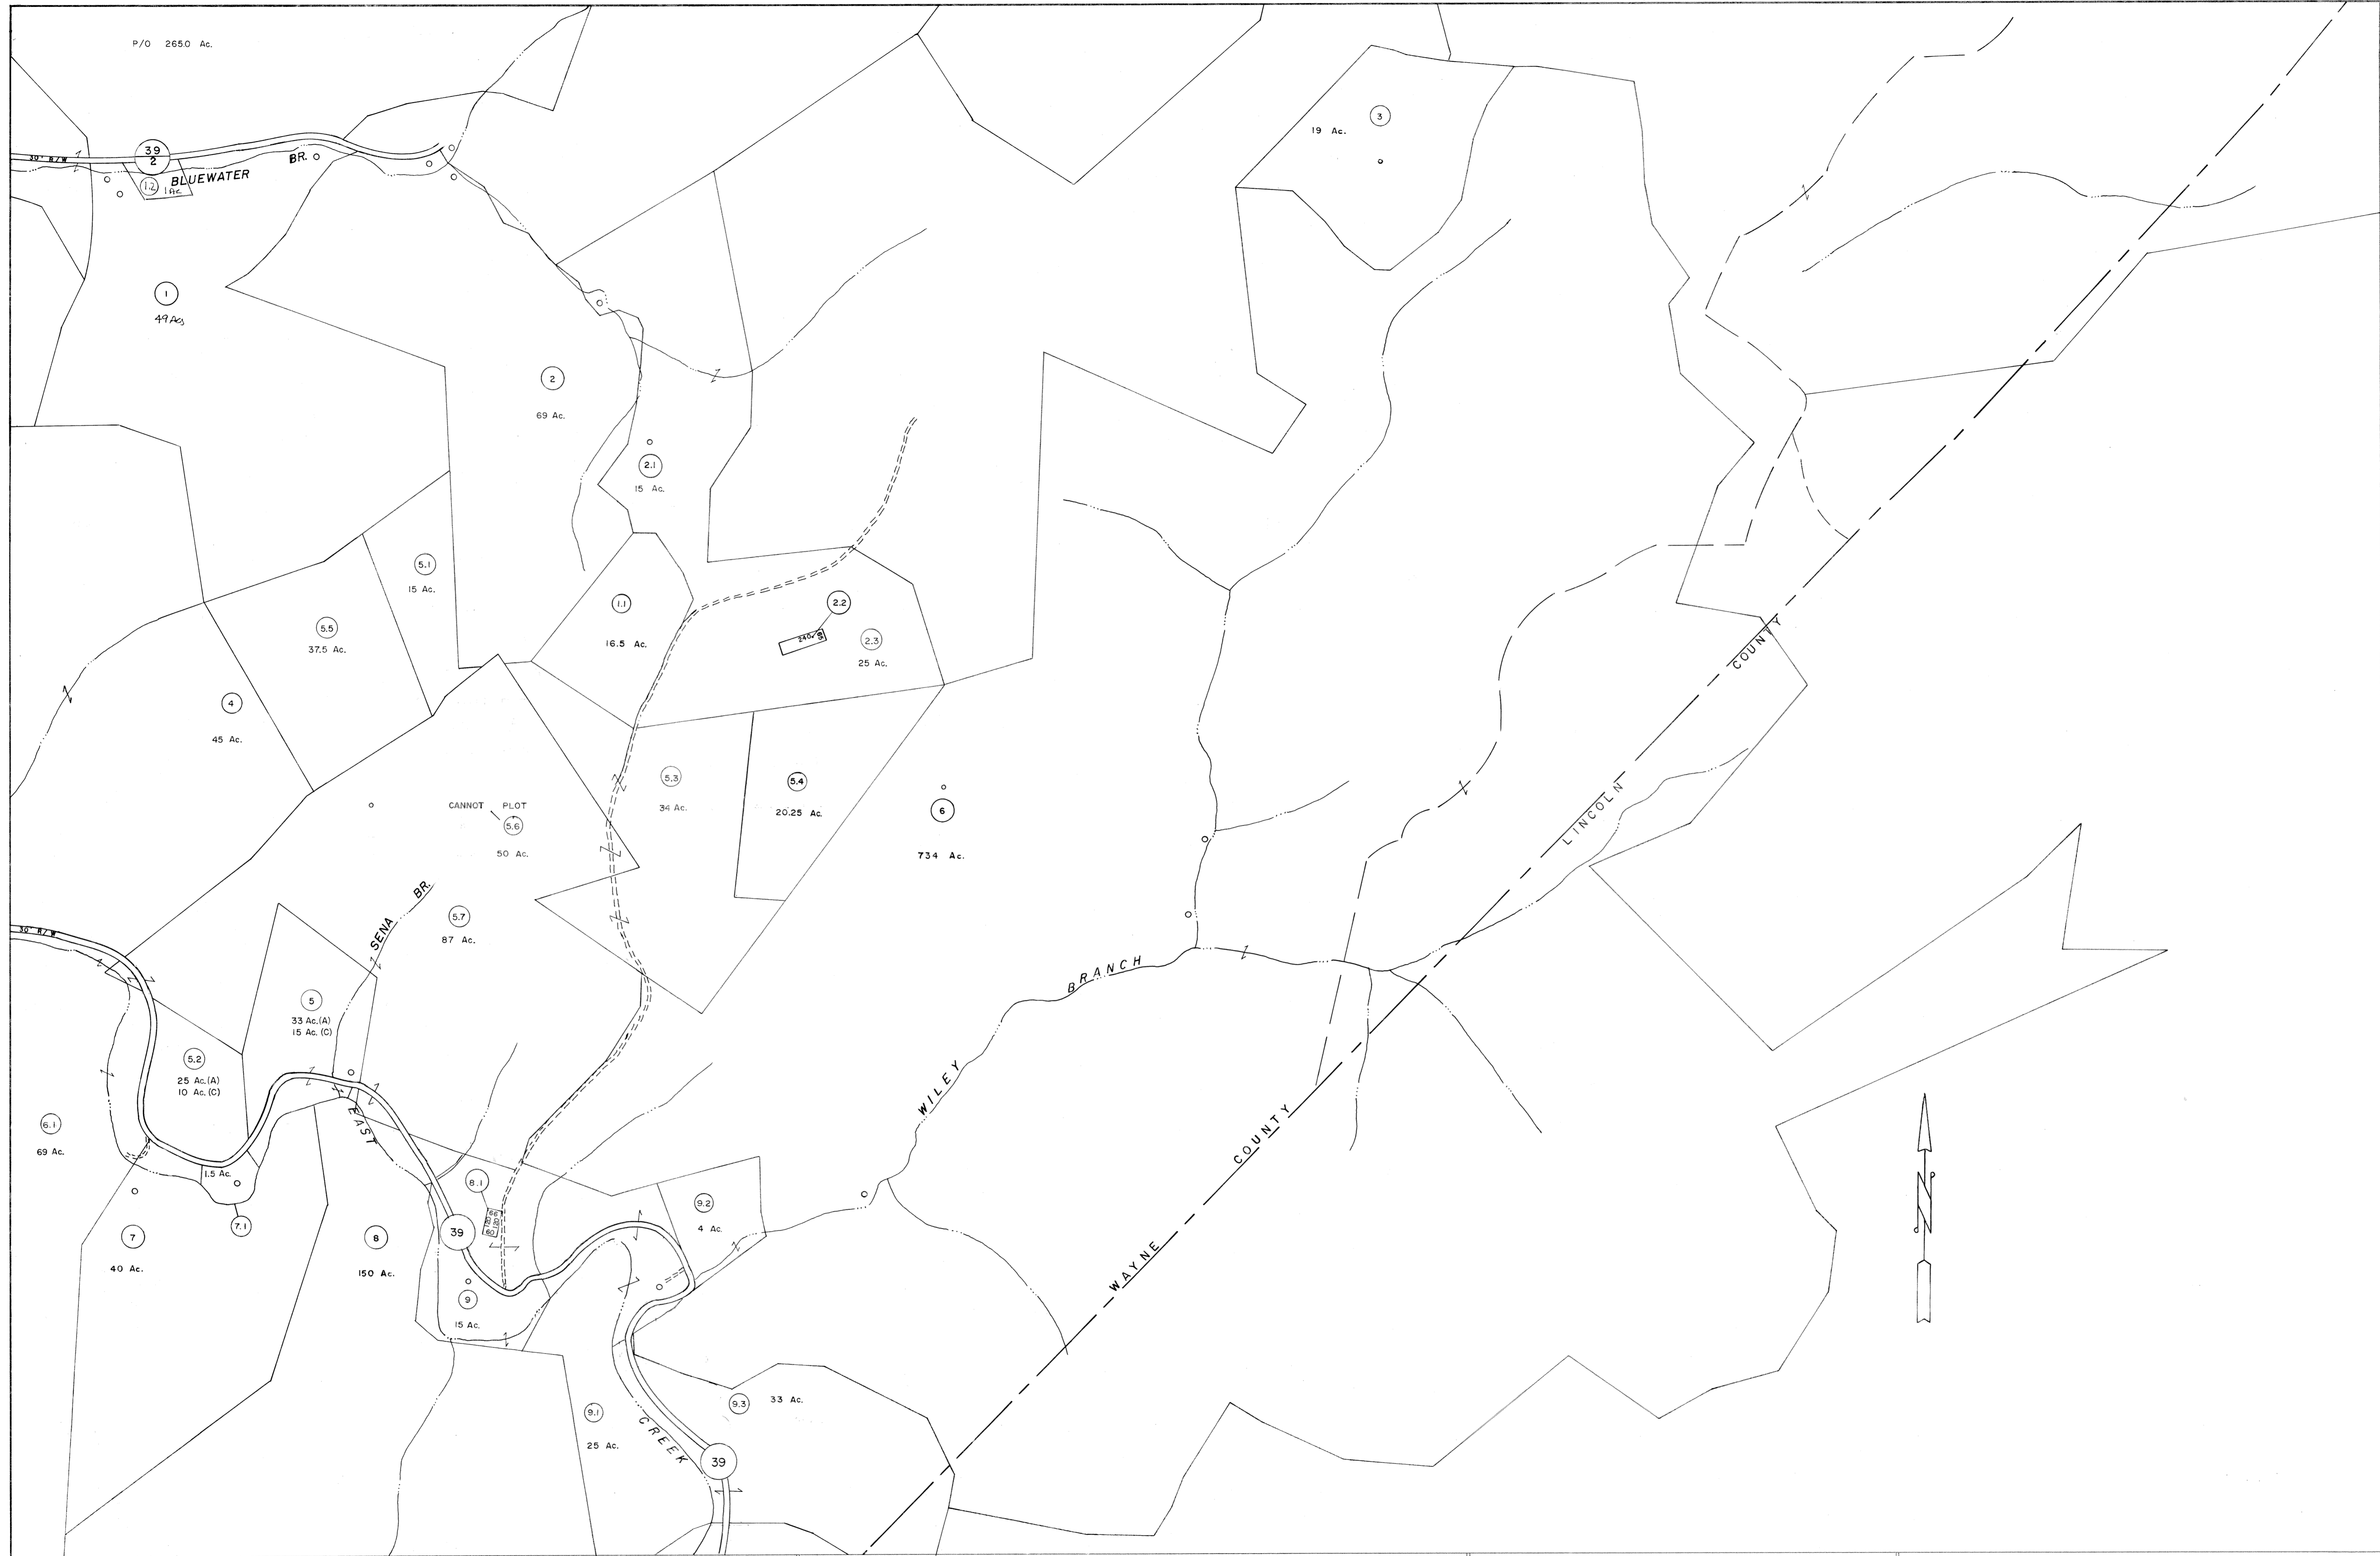 P/O 265.0 Ac.
30' R/W
39
2
BLUEWATER BR.
1.2
1 Ac.
1
49 Ac.
3
19 Ac.
2
69 Ac.
2.1
15 Ac.
5.1
15 Ac.
5.5
37.5 Ac.
1.1
16.5 Ac.
2.2
2.3
25 Ac.
4
45 Ac.
5.3
34 Ac.
5.4
20.25 Ac.
6
734 Ac.
CANNOT PLOT
5.6
50 Ac.
SENA BR.
5.7
87 Ac.
30' R/W
5
33 Ac.(A)
15 Ac.(C)
5.2
25 Ac.(A)
10 Ac.(C)
6.1
69 Ac.
1.5 Ac.
7.1
7
40 Ac.
EAST
8
150 Ac.
8.1
66
120
120
60
39
9
15 Ac.
9.2
4 Ac.
9.1
25 Ac.
9.3
33 Ac.
CREEK
39
WILEY BRANCH
LINCOLN COUNTY
WAYNE COUNTY
N